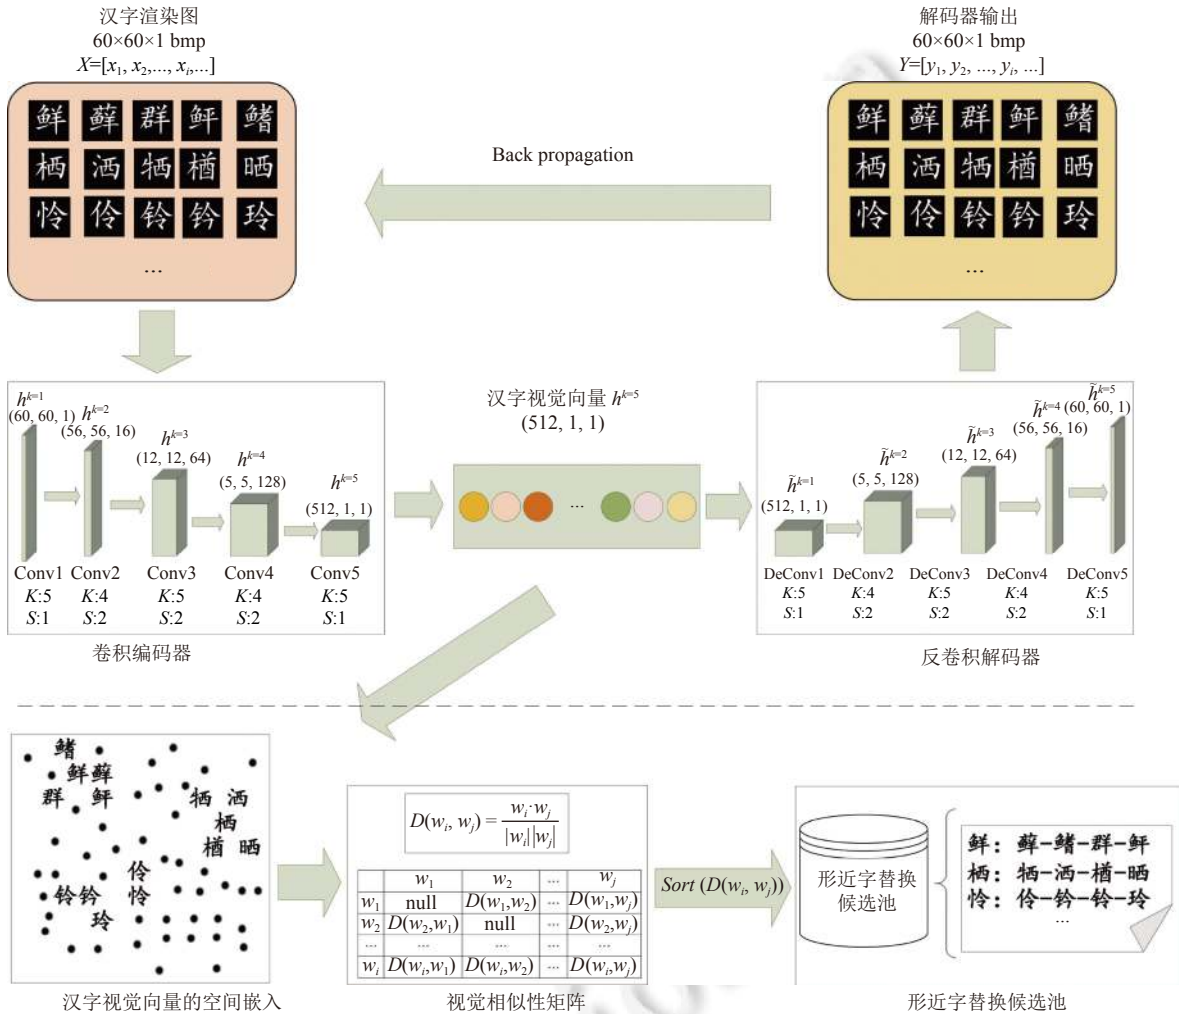 汉字渲染图
60×60×1 bmp
X=[x₁, x₂,..., xᵢ,...]
鲜 藓 群 鲆 鳍
栖 洒 牺 樯 晒
怜 伶 铃 钤 玲
...
Back propagation
解码器输出
60×60×1 bmp
Y=[y₁, y₂, ..., yᵢ, ...]
鲜 藓 群 鲆 鳍
栖 洒 牺 樯 晒
怜 伶 铃 钤 玲
...
hᵏ⁼¹
(60, 60, 1)
hᵏ⁼²
(56, 56, 16)
hᵏ⁼³
(12, 12, 64)
hᵏ⁼⁴
(5, 5, 128)
hᵏ⁼⁵
(512, 1, 1)
Conv1 Conv2 Conv3 Conv4 Conv5
K:5 K:4 K:5 K:4 K:5
S:1 S:2 S:2 S:2 S:1
卷积编码器
汉字视觉向量 hᵏ⁼⁵
(512, 1, 1)
...
h̃ᵏ⁼¹
(512, 1, 1)
h̃ᵏ⁼²
(5, 5, 128)
h̃ᵏ⁼³
(12, 12, 64)
h̃ᵏ⁼⁴
(56, 56, 16)
h̃ᵏ⁼⁵
(60, 60, 1)
DeConv1 DeConv2 DeConv3 DeConv4 DeConv5
K:5 K:4 K:5 K:4 K:5
S:1 S:2 S:2 S:2 S:1
反卷积解码器
鳍
鲜 藓
群 鲆
牺 洒
栖
樯 晒
伶
铃 钤 怜
玲
汉字视觉向量的空间嵌入
D(wᵢ, wⱼ) = wᵢ·wⱼ / |wᵢ||wⱼ|
w₁ w₂ ... wⱼ
w₁ null D(w₁,w₂) ... D(w₁,wⱼ)
w₂ D(w₂,w₁) null ... D(w₂,wⱼ)
... ... ... ... ...
wᵢ D(wᵢ,w₁) D(wᵢ,w₂) ... D(wᵢ,wⱼ)
视觉相似性矩阵
Sort (D(wᵢ, wⱼ))
形近字替换
候选池
鲜：藓-鳍-群-鲆
栖：牺-洒-樯-晒
怜：伶-钤-铃-玲
...
形近字替换候选池